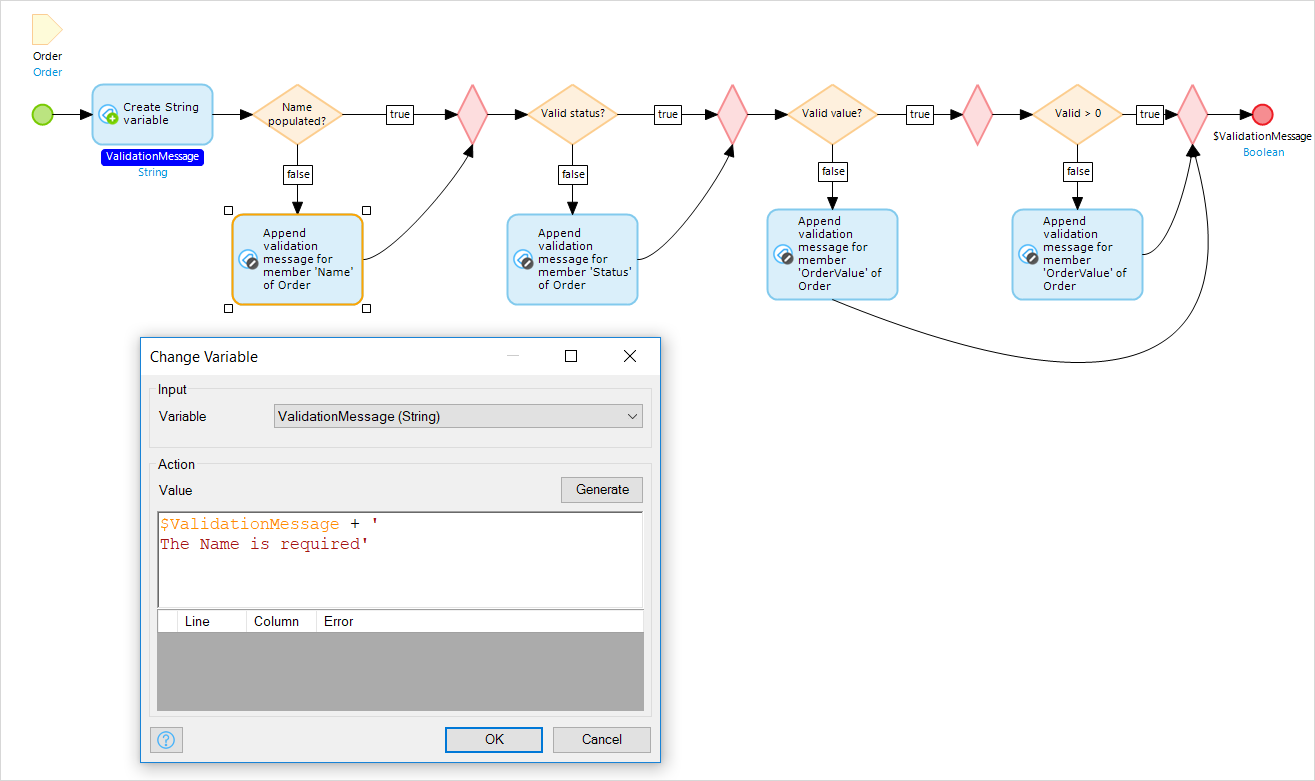 Order
Order
Create String
variable
ValidationMessage
String
Name
populated?
true
false
Append
validation
message for
member 'Name'
of Order
Valid status?
true
false
Append
validation
message for
member 'Status'
of Order
Valid value?
true
false
Append
validation
message for
member
'OrderValue' of
Order
Valid > 0
true
false
Append
validation
message for
member
'OrderValue' of
Order
$ValidationMessage
Boolean
Change Variable
Input
Variable
ValidationMessage (String)
Action
Value
Generate
$ValidationMessage + '
The Name is required'
Line Column Error
?
OK
Cancel